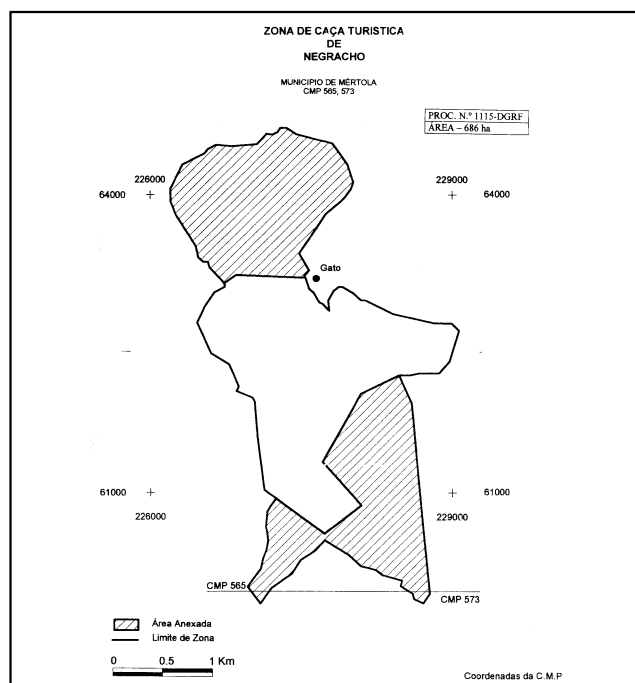 ZONA DE CAÇA TURISTICA
DE
NEGRACHO
MUNICIPIO DE MÉRTOLA
CMP 565, 573
PROC. N.º 1115-DGRF
ÁREA – 686 ha
226000
229000
64000
64000
Gato
61000
61000
226000
229000
CMP 565
CMP 573
Área Anexada
Limite de Zona
0 0.5 1 Km
Coordenadas da C.M.P